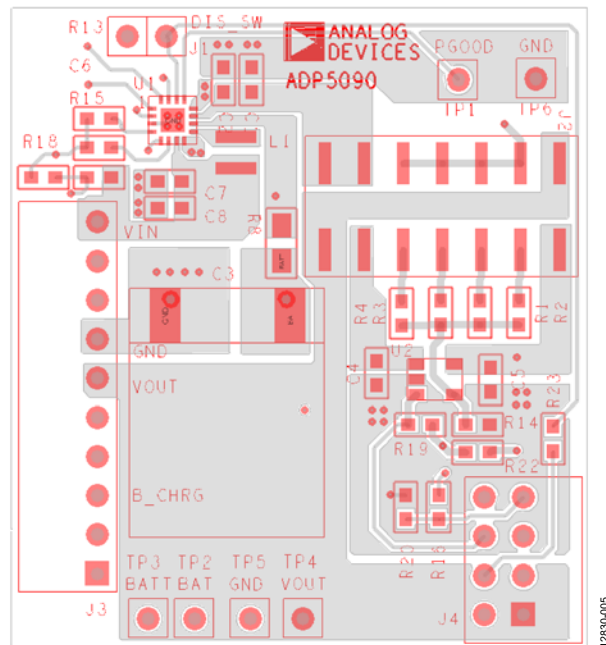 R13
DIS_SW
J1
ANALOG
DEVICES
ADP5090
PGOOD
GND
TP1
TP6
C6
U1
R15
R18
L1
J2
C7
C8
VIN
R8
C3
GND
VOUT
B_CHRG
R4
R3
R1
R2
C4
U2
C5
R23
R14
R19
R22
R20
R16
TP3
TP2
TP5
TP4
BATT
BAT
GND
VOUT
J3
J4
12830-005